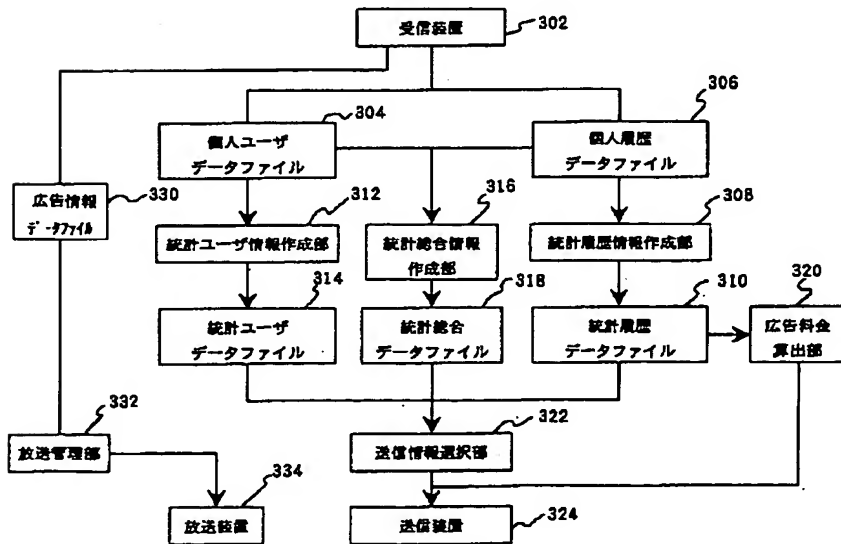 受信装置
302
306
304
個人ユーザ
データファイル
個人履歴
データファイル
広告情報
データファイル
330
312
316
308
統計ユーザ情報作成部
統計総合情報
作成部
統計履歴情報作成部
314
318
310
320
統計ユーザ
データファイル
統計総合
データファイル
統計履歴
データファイル
広告料金
算出部
332
322
放送管理部
送信情報選択部
334
放送装置
送信装置
324